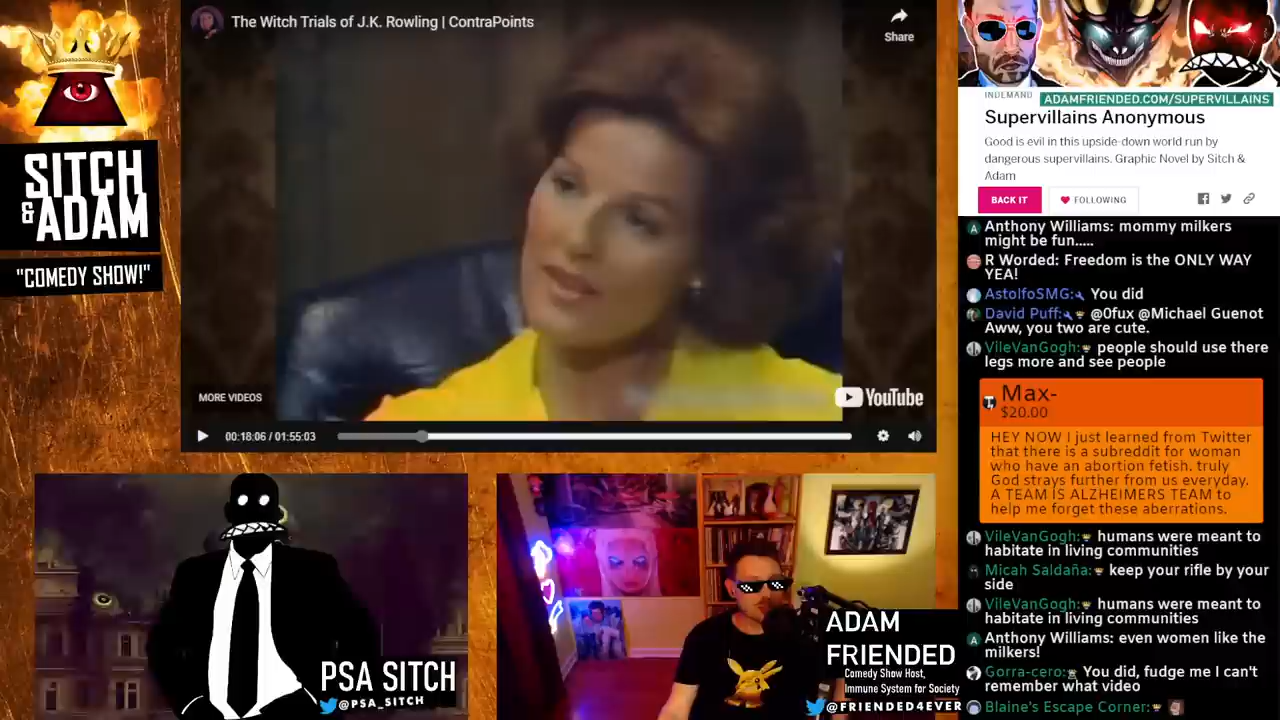 The Witch Trials of J.K. Rowling | ContraPoints
Share
MORE VIDEOS
YouTube
00:18:06 / 01:55:03
SITCH
& ADAM
"COMEDY SHOW!"
PSA SITCH
@PSA_SITCH
ADAM
FRIENDED
Comedy Show Host,
Immune System for Society
@FRIENDED4EVER
INDEMAND
ADAMFRIENDED.COM/SUPERVILLAINS
Supervillains Anonymous
Good is evil in this upside-down world run by
dangerous supervillains. Graphic Novel by Sitch &
Adam
BACK IT
FOLLOWING
A Anthony Williams: mommy milkers
might be fun.....
R Worded: Freedom is the ONLY WAY
YEA!
AstolfoSMG: You did
David Puff: @0fux @Michael Guenot
Aww, you two are cute.
VileVanGogh: people should use there
legs more and see people
Max-
$20.00
HEY NOW I just learned from Twitter
that there is a subreddit for woman
who have an abortion fetish. truly
God strays further from us everyday.
A TEAM IS ALZHEIMERS TEAM to
help me forget these aberrations.
VileVanGogh: humans were meant to
habitate in living communities
Micah Saldaña: keep your rifle by your
side
VileVanGogh: humans were meant to
habitate in living communities
A Anthony Williams: even women like the
milkers!
Gorra-cero: You did, fudge me I can't
remember what video
Blaine's Escape Corner: